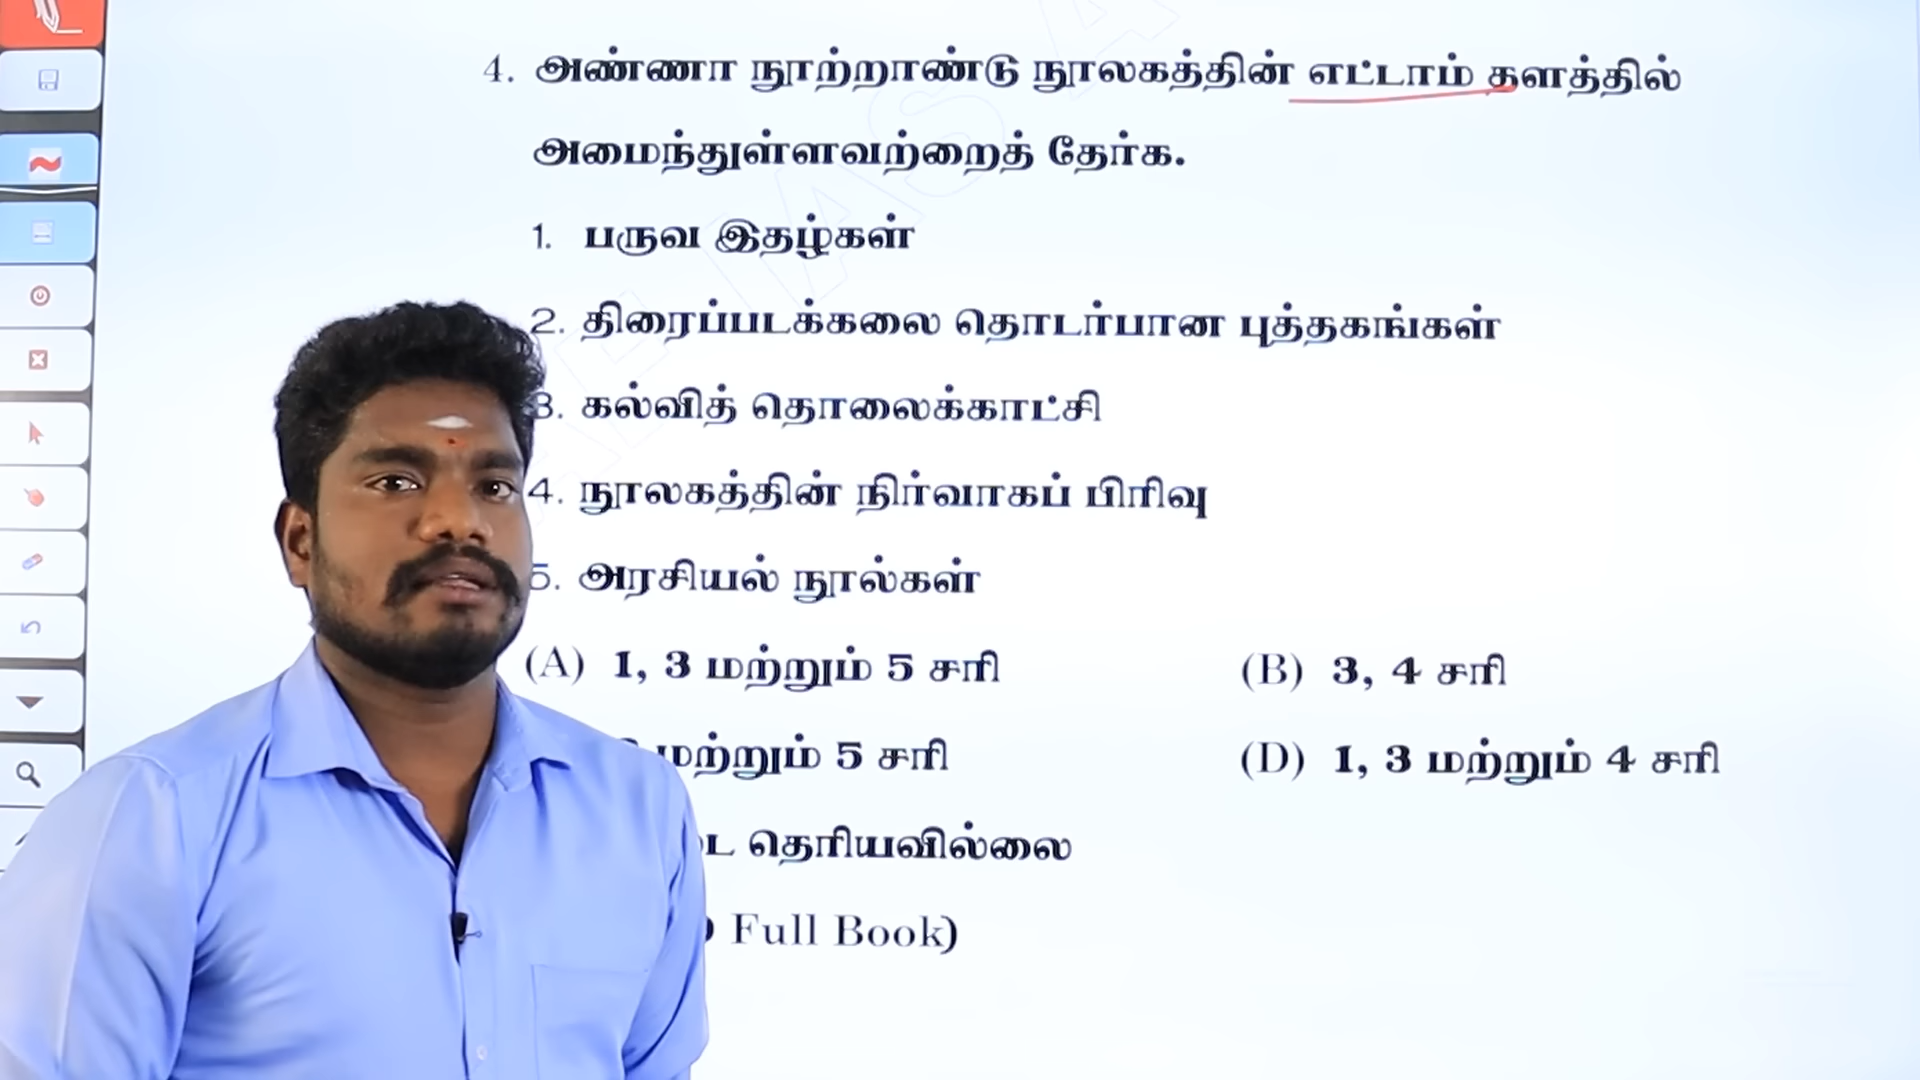 4. அண்ணா நூற்றாண்டு நூலகத்தின் எட்டாம் தளத்தில்
அமைந்துள்ளவற்றைத் தேர்க.
1. பருவ இதழ்கள்
2. திரைப்படக்கலை தொடர்பான புத்தகங்கள்
3. கல்வித் தொலைக்காட்சி
4. நூலகத்தின் நிர்வாகப் பிரிவு
5. அரசியல் நூல்கள்
(A) 1, 3 மற்றும் 5 சரி (B) 3, 4 சரி
மற்றும் 5 சரி (D) 1, 3 மற்றும் 4 சரி
தெரியவில்லை
Full Book)